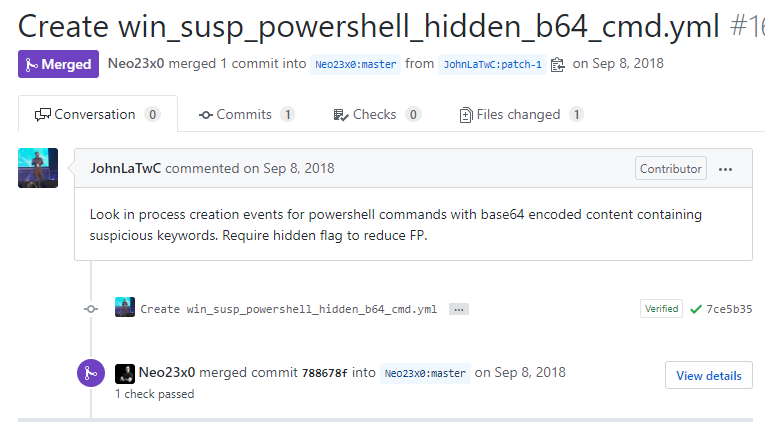 Create win_susp_powershell_hidden_b64_cmd.yml
Merged Neo23x0 merged 1 commit into Neo23x0:master from JohnLaTwC:patch-1 on Sep 8, 2018
Conversation 0 Commits 1 Checks 0 Files changed 1
JohnLaTwC commented on Sep 8, 2018 Contributor ...
Look in process creation events for powershell commands with base64 encoded content containing
suspicious keywords. Require hidden flag to reduce FP.
Create win_susp_powershell_hidden_b64_cmd.yml ... Verified 7ce5b35
Neo23x0 merged commit 788678f into Neo23x0:master on Sep 8, 2018 View details
1 check passed